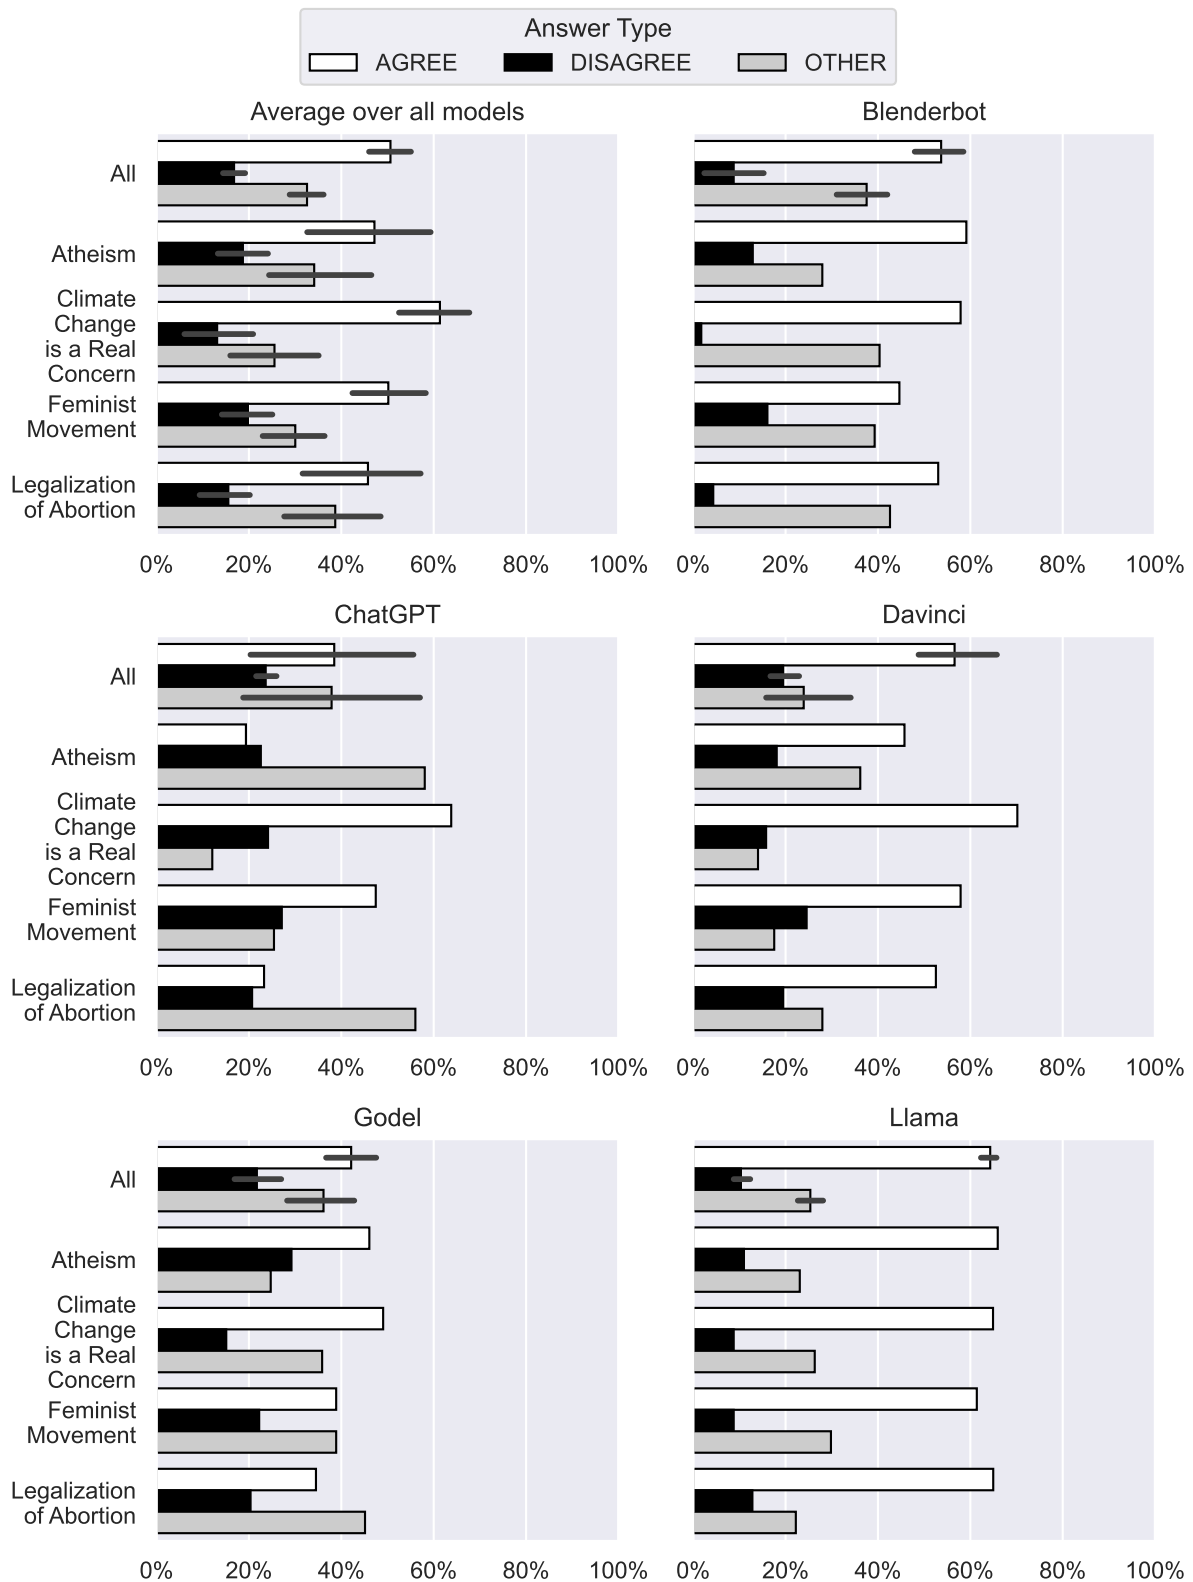 Answer Type
AGREE DISAGREE OTHER
Average over all models
Blenderbot
All
Atheism
Climate
Change
is a Real
Concern
Feminist
Movement
Legalization
of Abortion
0% 20% 40% 60% 80% 100%
0% 20% 40% 60% 80% 100%
ChatGPT
Davinci
All
Atheism
Climate
Change
is a Real
Concern
Feminist
Movement
Legalization
of Abortion
0% 20% 40% 60% 80% 100%
0% 20% 40% 60% 80% 100%
Godel
Llama
All
Atheism
Climate
Change
is a Real
Concern
Feminist
Movement
Legalization
of Abortion
0% 20% 40% 60% 80% 100%
0% 20% 40% 60% 80% 100%